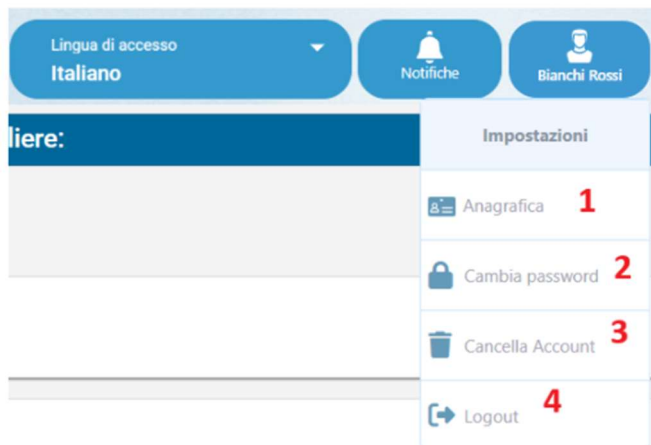 Lingua di accesso
Italiano
Notifiche
Bianchi Rossi
liere:
Impostazioni
Anagrafica 1
Cambia password 2
Cancella Account 3
Logout 4